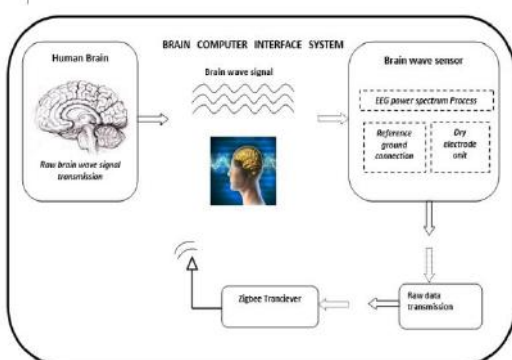 BRAIN COMPUTER INTERFACE SYSTEM
Human Brain
Raw brain wave signal
transmission
Brain wave signal
Brain wave sensor
EEG power spectrum Process
Reference
ground
connection
Dry
electrode
unit
Raw data
transmission
Zigbee Tranciever